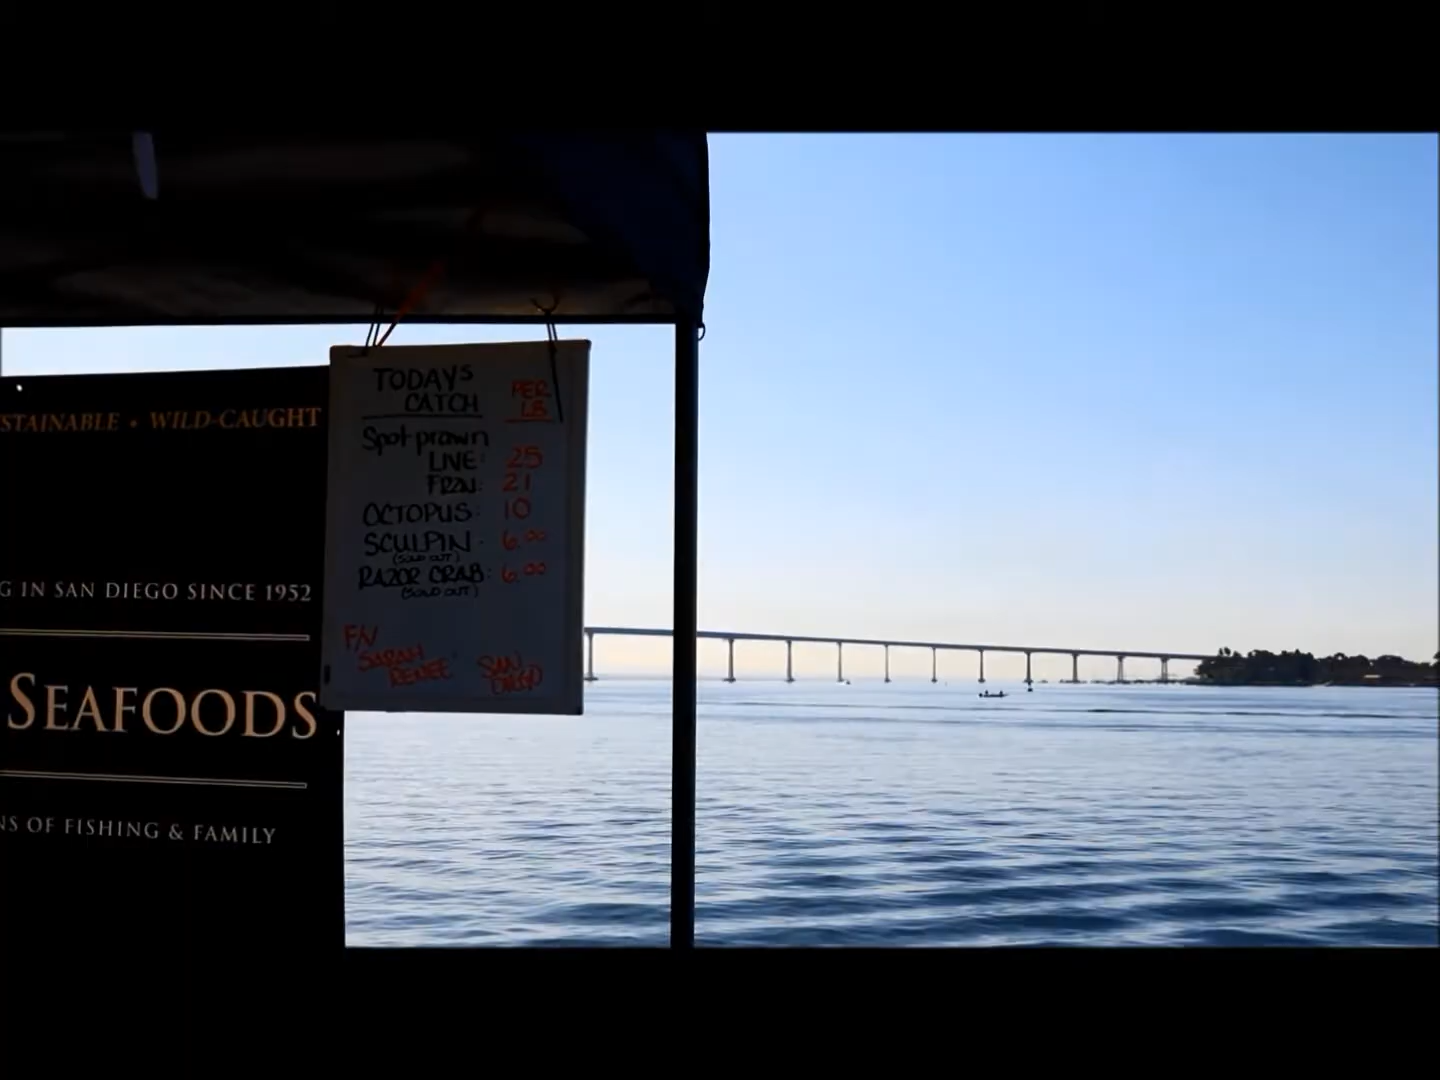 STAINABLE • WILD-CAUGHT
G IN SAN DIEGO SINCE 1952
SEAFOODS
NS OF FISHING & FAMILY
TODAYS CATCH PER LB
Spot prawn
LIVE: 25
FRZN: 21
OCTOPUS: 10
SCULPIN 6.00
(SOLD OUT)
RAZOR CRAB: 6.00
(SOLD OUT)
F/V
"SARAH
RENEE"
SAN
DIEGO